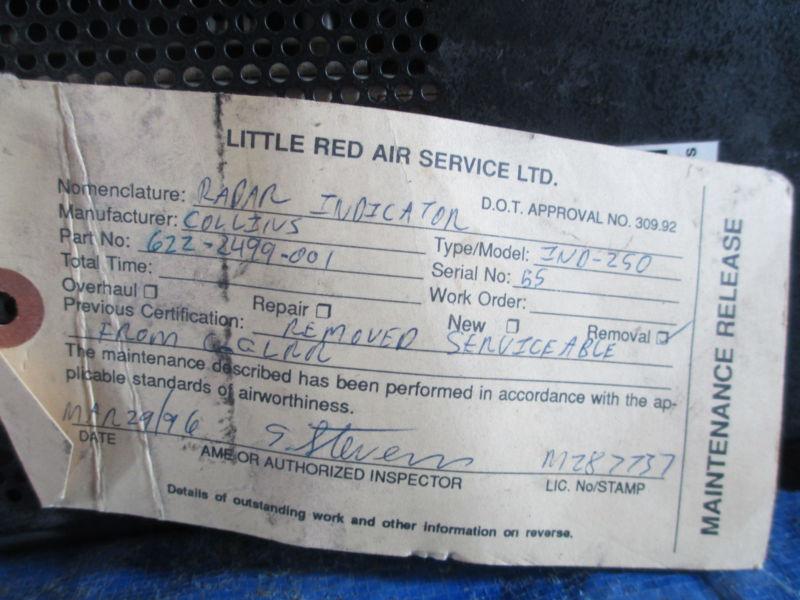 LITTLE RED AIR SERVICE LTD.
D.O.T. APPROVAL NO. 309.92
Nomenclature: RADAR INDICATOR
Manufacturer: COLLINS
Type/Model: IND-250
Part No: 622-2499-001
Serial No: 65
Total Time:
Work Order:
Overhaul Repair New Removal
Previous Certification: REMOVED SERVICEABLE
FROM
The maintenance described has been performed in accordance with the ap-
plicable standards of airworthiness.
MAR 29/96 S Stevens M287737
DATE AME OR AUTHORIZED INSPECTOR LIC. No/STAMP
Details of outstanding work and other information on reverse.
MAINTENANCE RELEASE
S